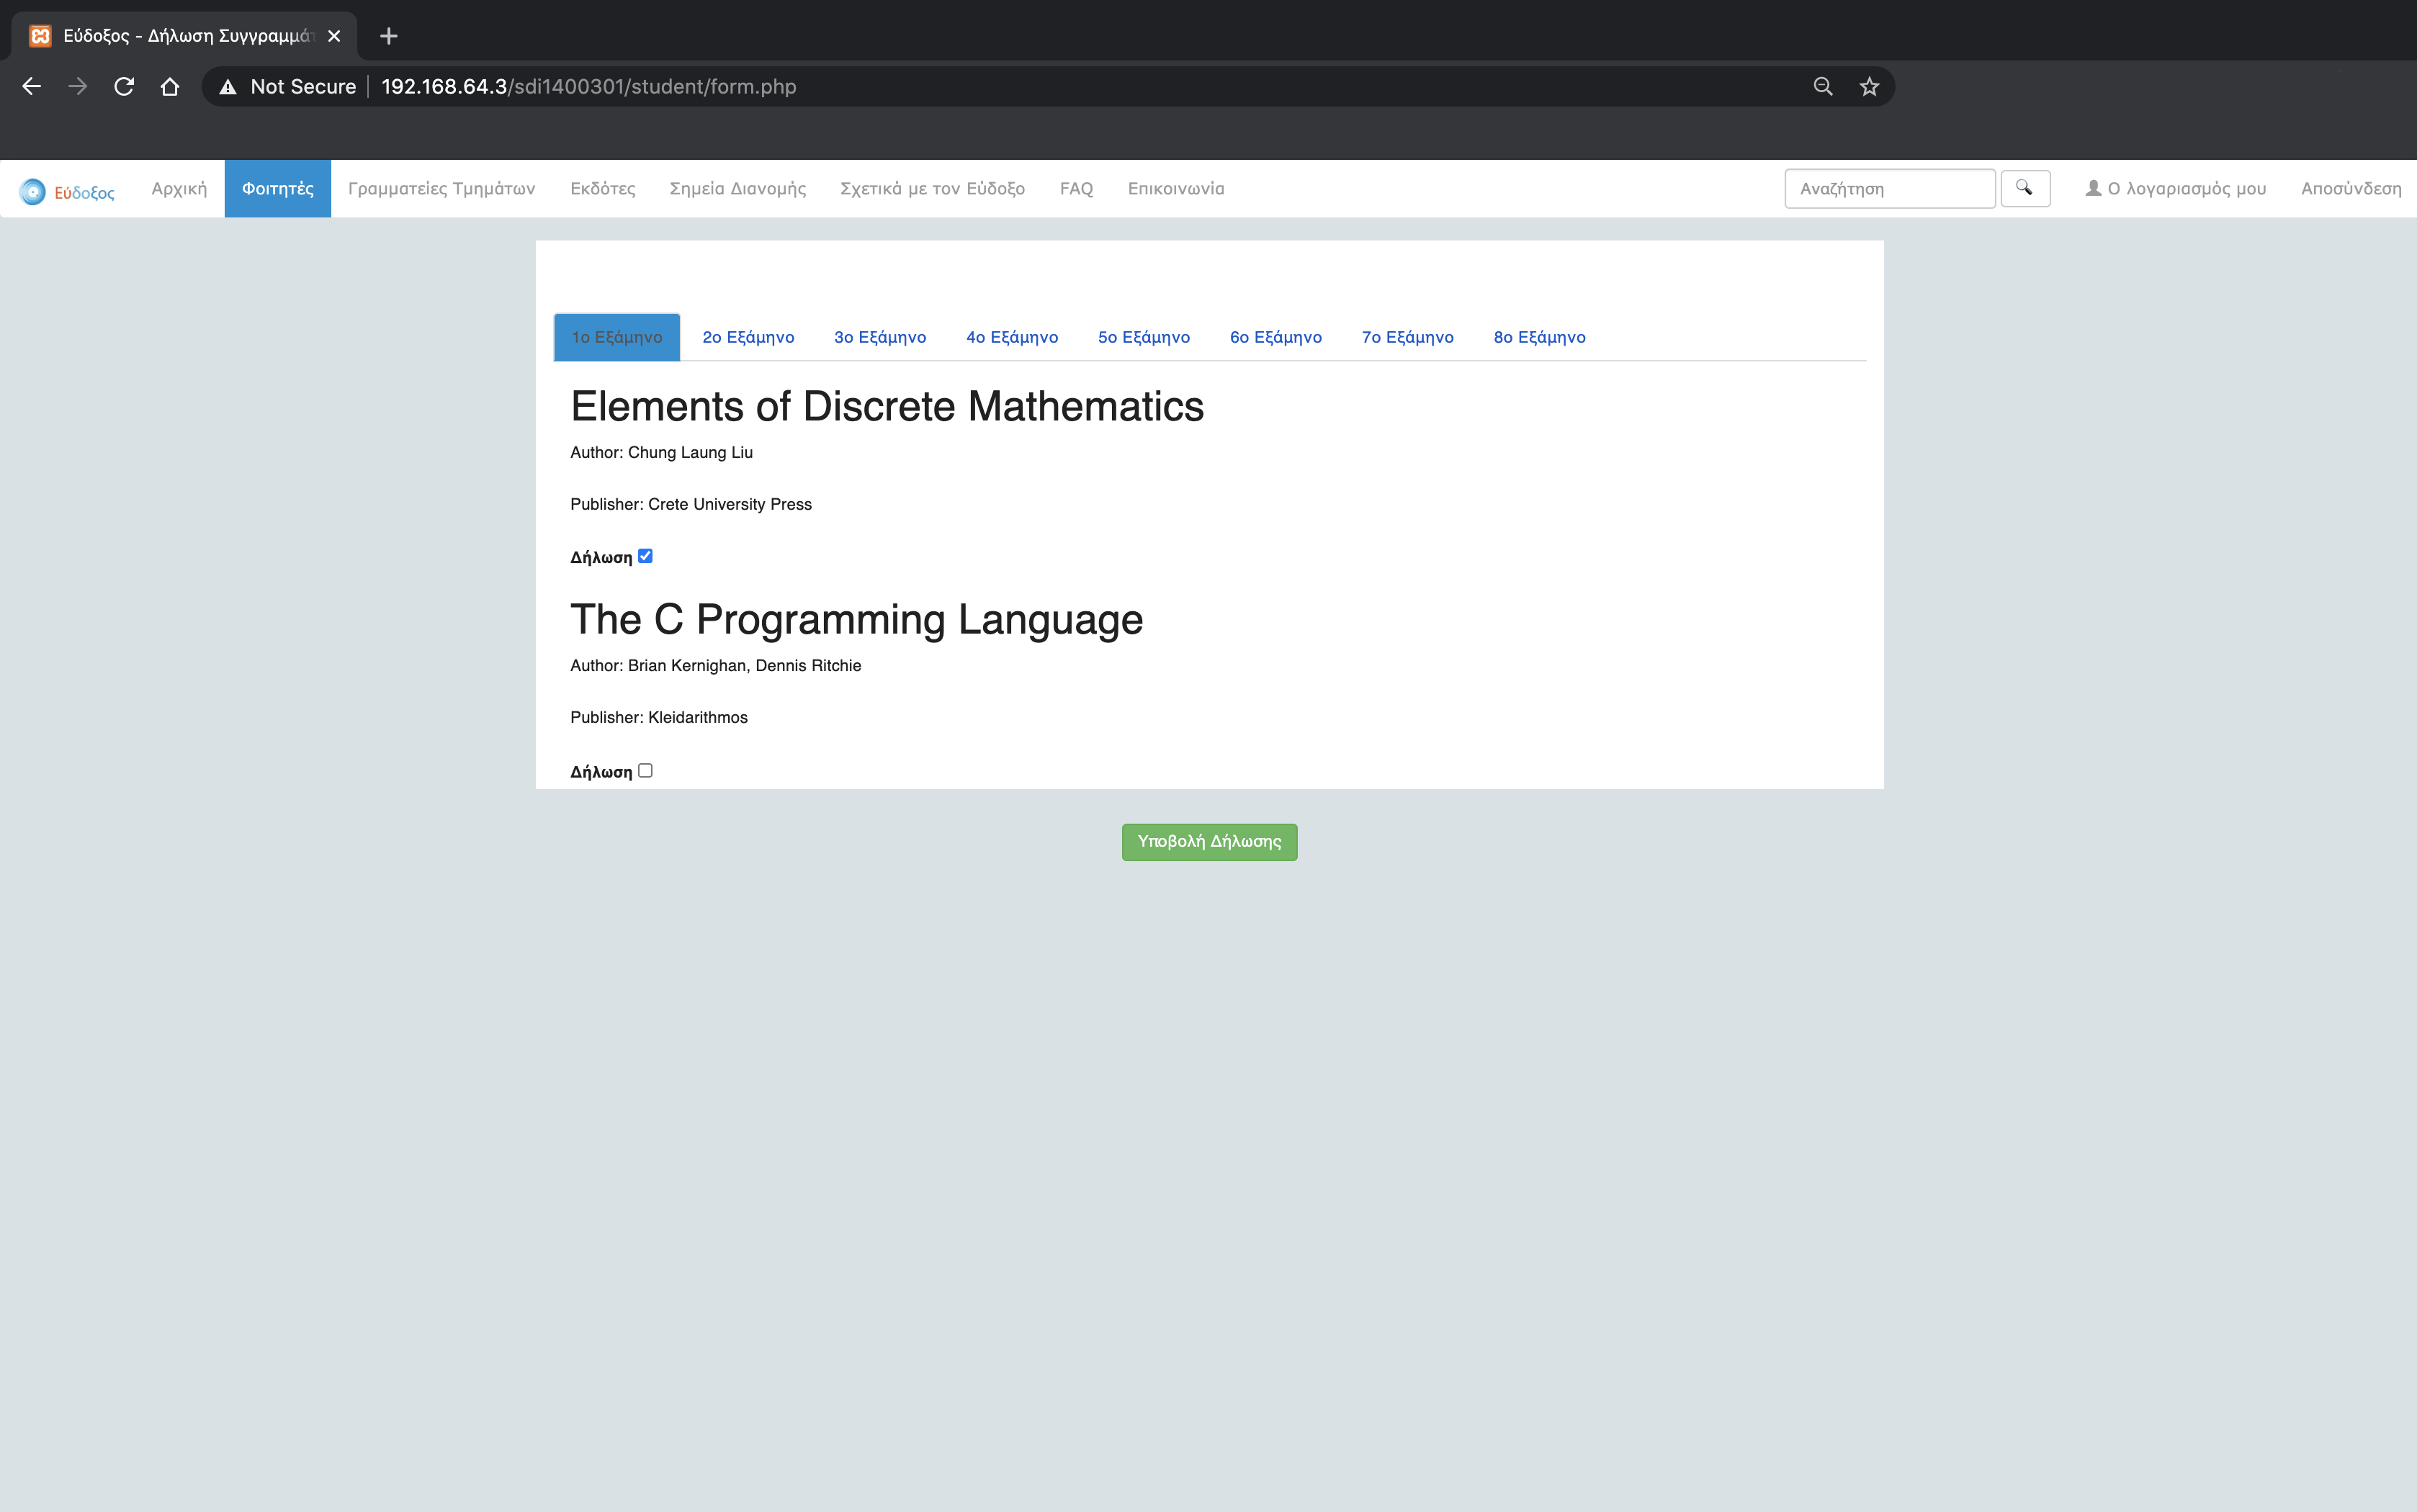 Εύδοξος - Δήλωση Συγγραμμάτ
Not Secure 192.168.64.3/sdi1400301/student/form.php
Εύδοξος Αρχική Φοιτητές Γραμματείες Τμημάτων Εκδότες Σημεία Διανομής Σχετικά με τον Εύδοξο FAQ Επικοινωνία Αναζήτηση Ο λογαριασμός μου Αποσύνδεση
1ο Εξάμηνο 2ο Εξάμηνο 3ο Εξάμηνο 4ο Εξάμηνο 5ο Εξάμηνο 6ο Εξάμηνο 7ο Εξάμηνο 8ο Εξάμηνο
Elements of Discrete Mathematics
Author: Chung Laung Liu
Publisher: Crete University Press
Δήλωση
The C Programming Language
Author: Brian Kernighan, Dennis Ritchie
Publisher: Kleidarithmos
Δήλωση
Υποβολή Δήλωσης